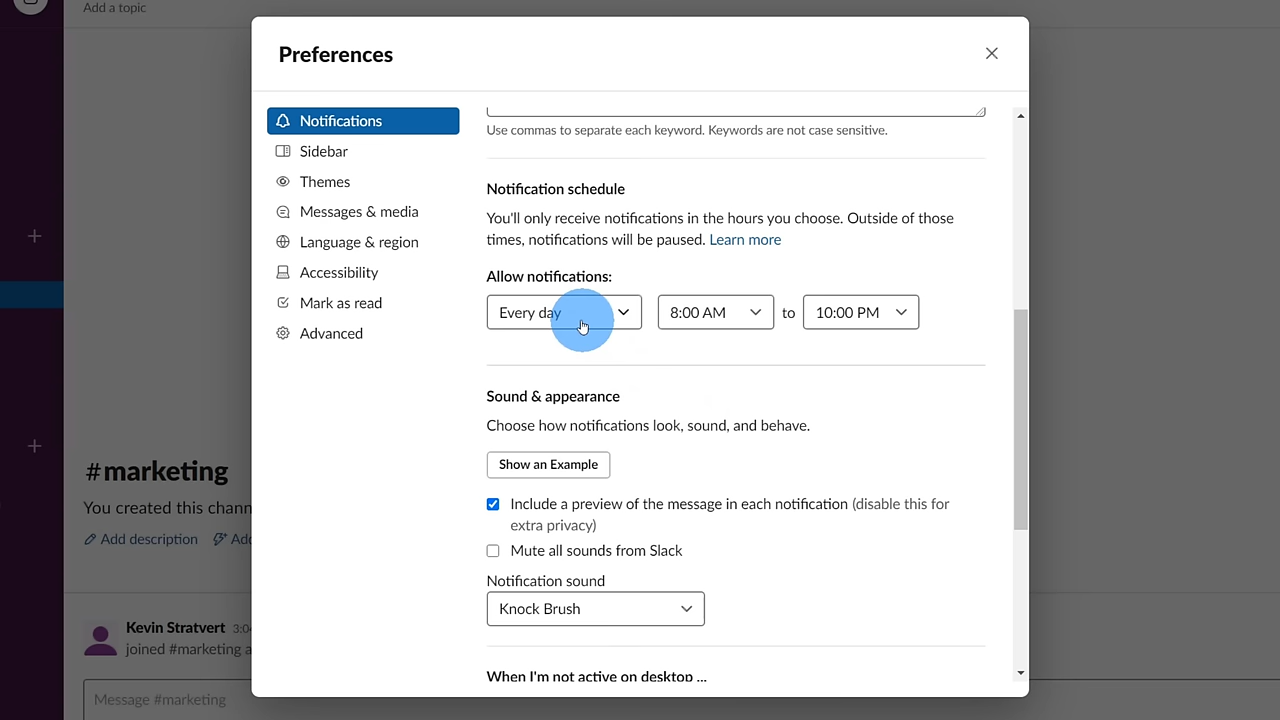 Add a topic
Preferences
Notifications
Sidebar
Themes
Messages & media
Language & region
Accessibility
Mark as read
Advanced
Use commas to separate each keyword. Keywords are not case sensitive.
Notification schedule
You'll only receive notifications in the hours you choose. Outside of those
times, notifications will be paused. Learn more
Allow notifications:
Every day 8:00 AM to 10:00 PM
Sound & appearance
Choose how notifications look, sound, and behave.
Show an Example
Include a preview of the message in each notification (disable this for
extra privacy)
Mute all sounds from Slack
Notification sound
Knock Brush
When I'm not active on desktop ...
#marketing
You created this chann
Add description Add
Kevin Stratvert 3:0
joined #marketing a
Message #marketing